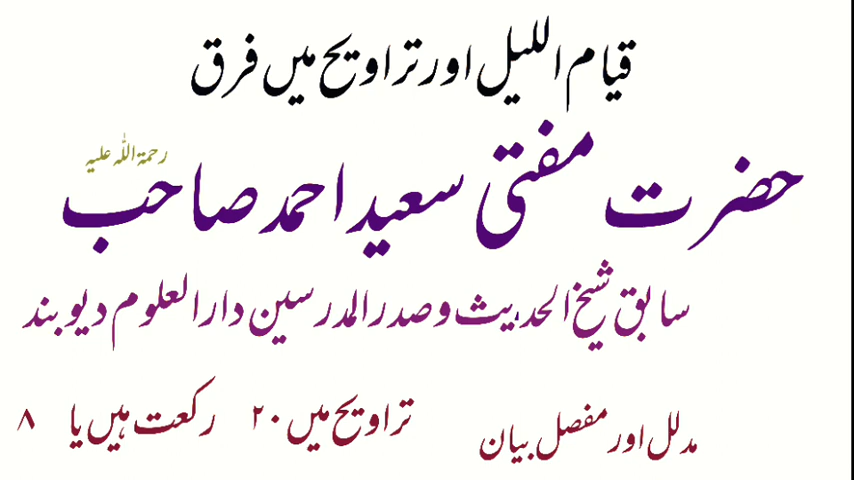 قیام اللیل اور تراویح میں فرق
حضرت مفتی سعید احمد صاحب رحمۃ اللہ علیہ
سابق شیخ الحدیث و صدر المدرسین دارالعلوم دیوبند
مدلل اور مفصل بیان تراویح میں ۲۰ رکعت ہیں یا ۸